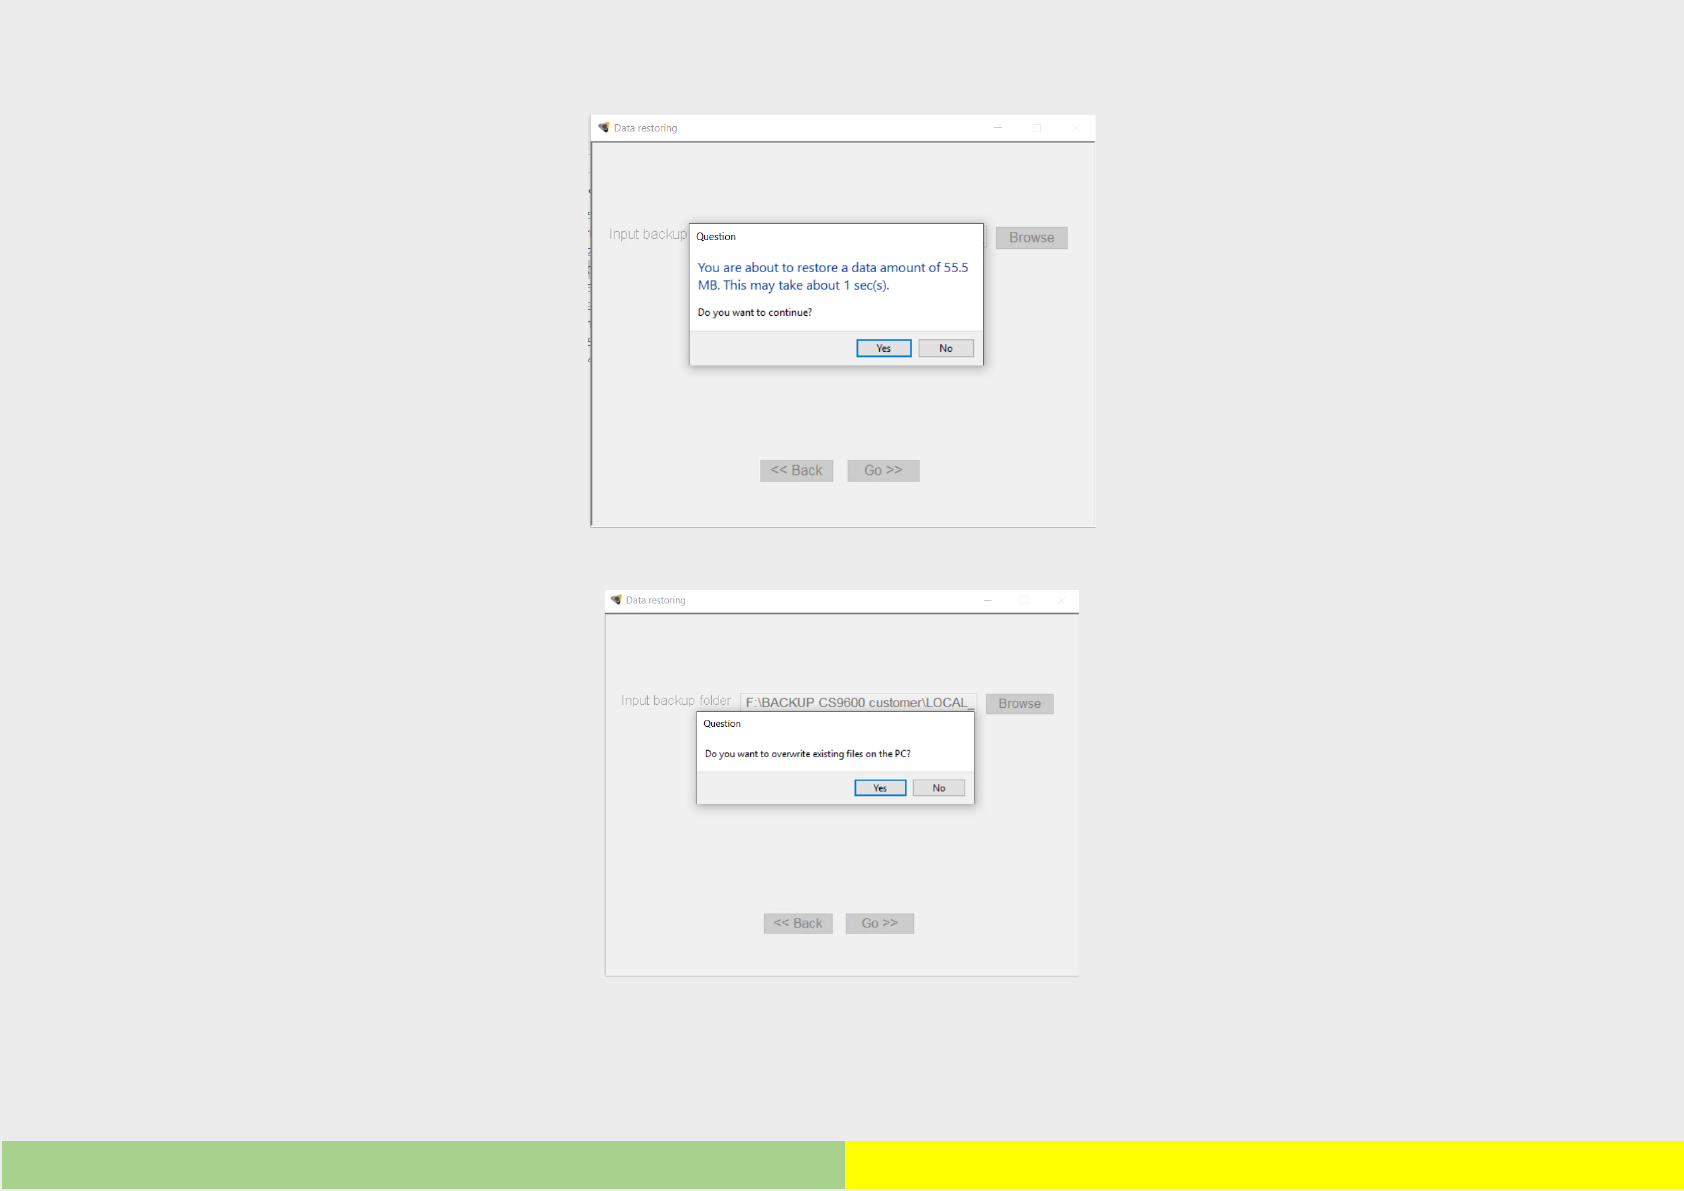 Data restoring
Input backup
Browse
Question
You are about to restore a data amount of 55.5
MB. This may take about 1 sec(s).
Do you want to continue?
Yes No
<< Back Go >>
Data restoring
Input backup folder F:\BACKUP CS9600 customer\LOCAL_ Browse
Question
Do you want to overwrite existing files on the PC?
Yes No
<< Back Go >>